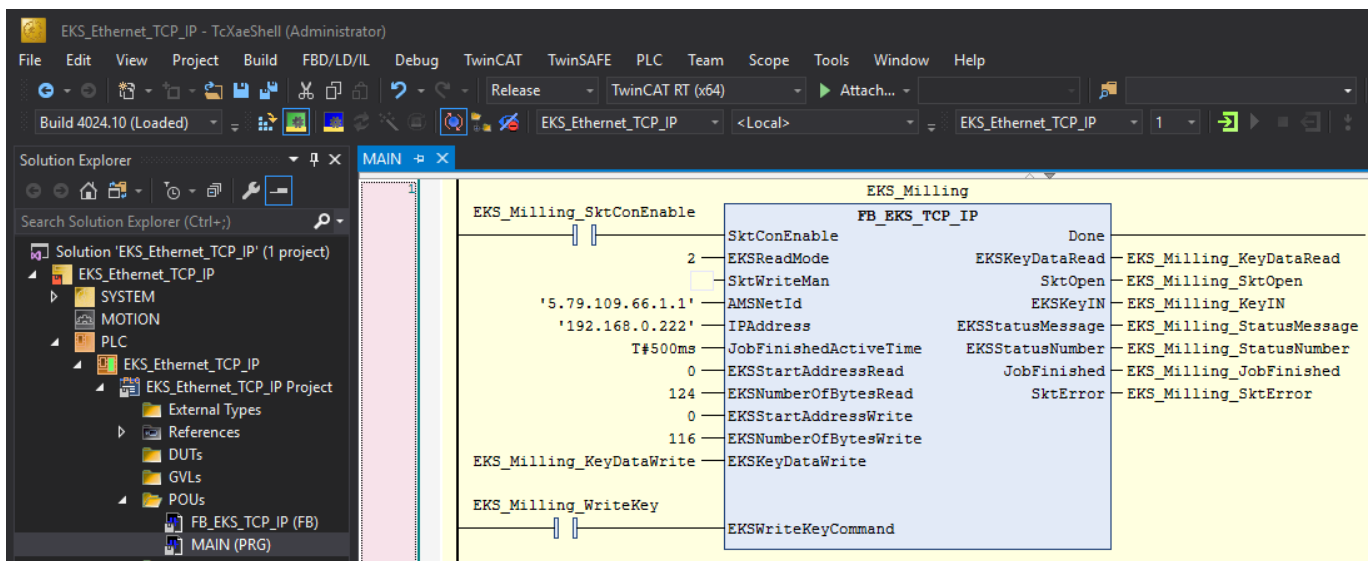 EKS_Ethernet_TCP_IP - TcXaeShell (Administrator)
File Edit View Project Build FBD/LD/IL Debug TwinCAT TwinSAFE PLC Team Scope Tools Window Help
Release TwinCAT RT (x64) Attach...
Build 4024.10 (Loaded) EKS_Ethernet_TCP_IP <Local> EKS_Ethernet_TCP_IP 1
Solution Explorer
Search Solution Explorer (Ctrl+;)
Solution 'EKS_Ethernet_TCP_IP' (1 project)
EKS_Ethernet_TCP_IP
SYSTEM
MOTION
PLC
EKS_Ethernet_TCP_IP
EKS_Ethernet_TCP_IP Project
External Types
References
DUTs
GVLs
POUs
FB_EKS_TCP_IP (FB)
MAIN (PRG)
MAIN
1
EKS_Milling
EKS_Milling_SktConEnable FB_EKS_TCP_IP
SktConEnable Done
2 EKSReadMode EKSKeyDataRead EKS_Milling_KeyDataRead
SktWriteMan SktOpen EKS_Milling_SktOpen
'5.79.109.66.1.1' AMSNetId EKSKeyIN EKS_Milling_KeyIN
'192.168.0.222' IPAddress EKSStatusMessage EKS_Milling_StatusMessage
T#500ms JobFinishedActiveTime EKSStatusNumber EKS_Milling_StatusNumber
0 EKSStartAddressRead JobFinished EKS_Milling_JobFinished
124 EKSNumberOfBytesRead SktError EKS_Milling_SktError
0 EKSStartAddressWrite
116 EKSNumberOfBytesWrite
EKS_Milling_KeyDataWrite EKSKeyDataWrite
EKS_Milling_WriteKey
EKSWriteKeyCommand